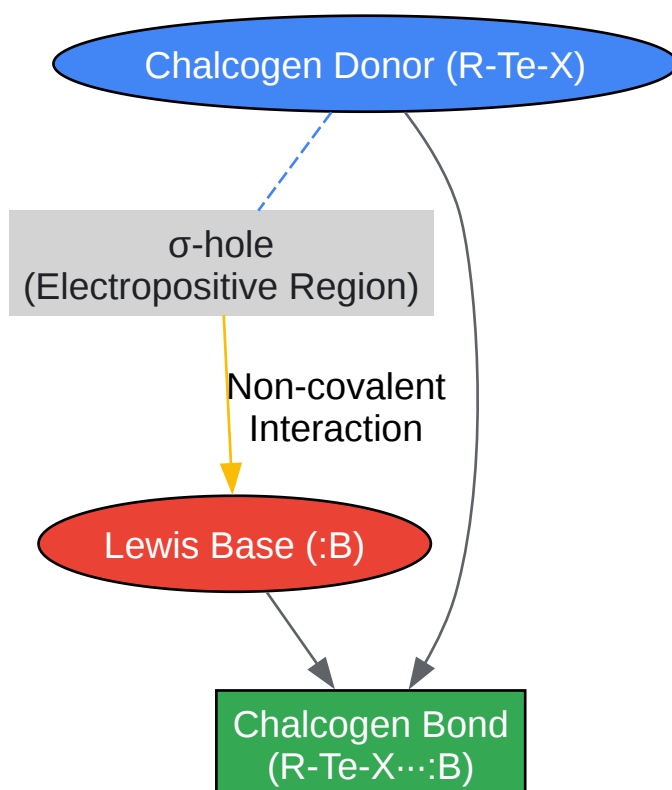 Chalcogen Donor (R-Te-X)
σ-hole
(Electropositive Region)
Non-covalent
Interaction
Lewis Base (:B)
Chalcogen Bond
(R-Te-X···:B)